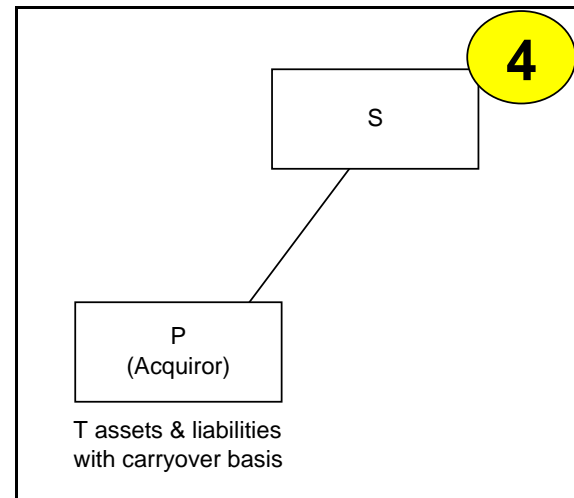 4
S
P
(Acquiror)
T assets & liabilities
with carryover basis